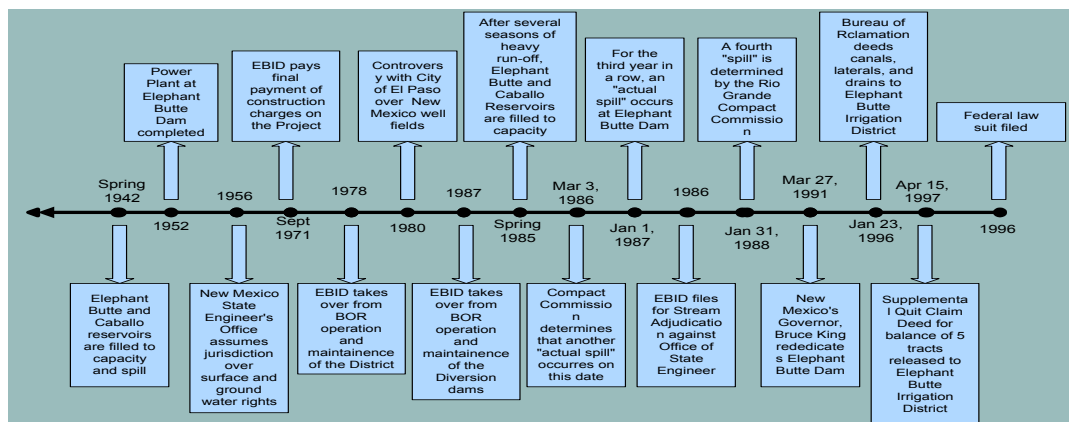 Power
Plant at
Elephant
Butte
Dam
completed
EBID pays
final
payment of
construction
charges on
the Project
Controvers
y with City
of El Paso
over New
Mexico well
fields
After several
seasons of
heavy
run-off,
Elephant
Butte and
Caballo
Reservoirs
are filled to
capacity
For the
third year in
a row, an
"actual
spill" occurs
at Elephant
Butte Dam
A fourth
"spill" is
determined
by the Rio
Grande
Compact
Commissio
n
Bureau of
Rclamation
deeds
canals,
laterals, and
drains to
Elephant
Butte
Irrigation
District
Federal law
suit filed
Spring
1942
1952
1956
Sept
1971
1978
1980
1987
Spring
1985
Mar 3,
1986
Jan 1,
1987
1986
Jan 31,
1988
Mar 27,
1991
Jan 23,
1996
Apr 15,
1997
1996
Elephant
Butte and
Caballo
reservoirs
are filled to
capacity
and spill
New Mexico
State
Engineer's
Office
assumes
jurisdiction
over
surface and
ground
water rights
EBID takes
over from
BOR
operation
and
maintainence
of the District
EBID takes
over from
BOR
operation
and
maintainence
of the
Diversion
dams
Compact
Commissio
n
determines
that another
"actual spill"
occurres on
this date
EBID files
for Stream
Adjudicatio
n against
Office of
State
Engineer
New
Mexico's
Governor,
Bruce King
rededicate
s Elephant
Butte Dam
Supplementa
l Quit Claim
Deed for
balance of 5
tracts
released to
Elephant
Butte
Irrigation
District